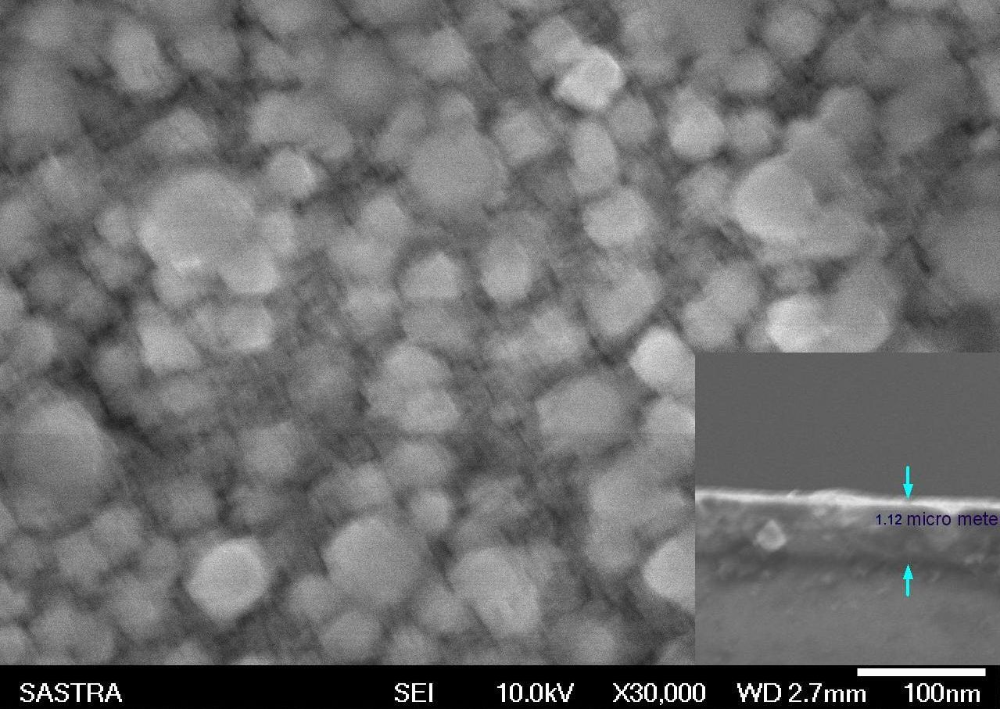 1.12 micro mete
SASTRA SEI 10.0kV X30,000 WD 2.7mm 100nm